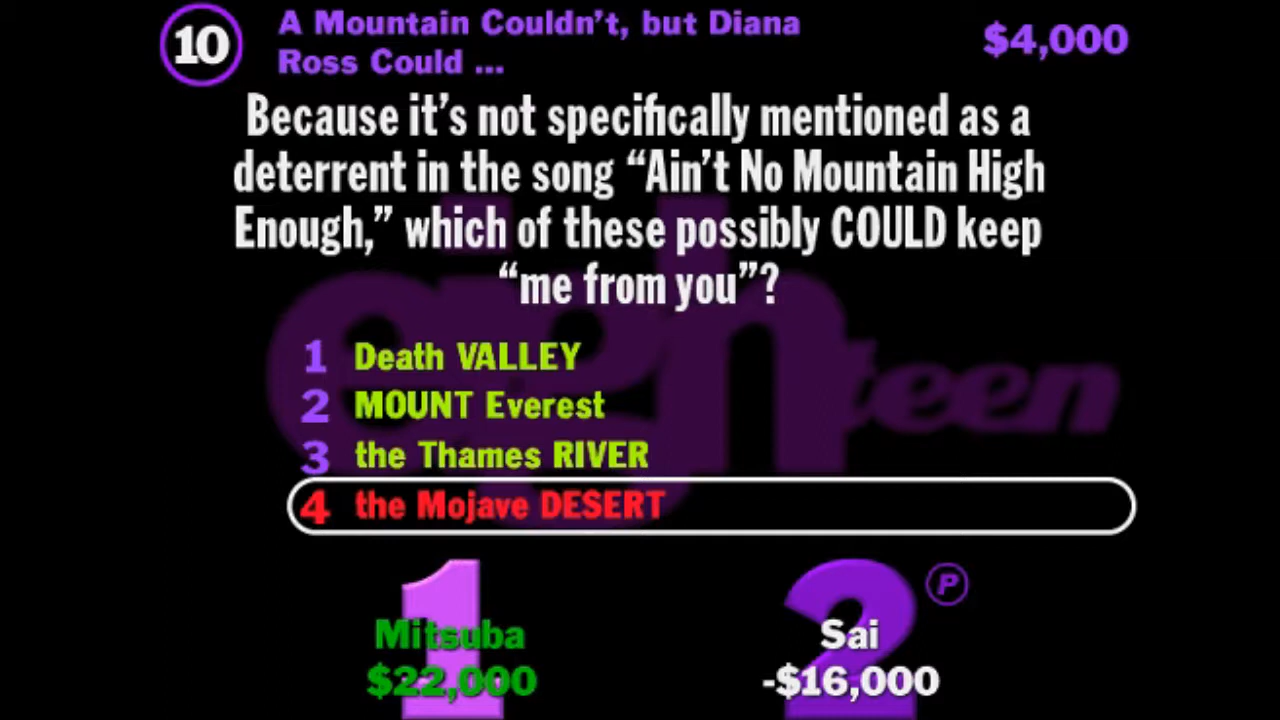 10
A Mountain Couldn't, but Diana
Ross Could ...
$4,000
Because it's not specifically mentioned as a
deterrent in the song “Ain't No Mountain High
Enough,” which of these possibly COULD keep
“me from you”?
eighteen
1 Death VALLEY
2 MOUNT Everest
3 the Thames RIVER
4 the Mojave DESERT
1
Mitsuba
$22,000
2
P
Sai
-$16,000